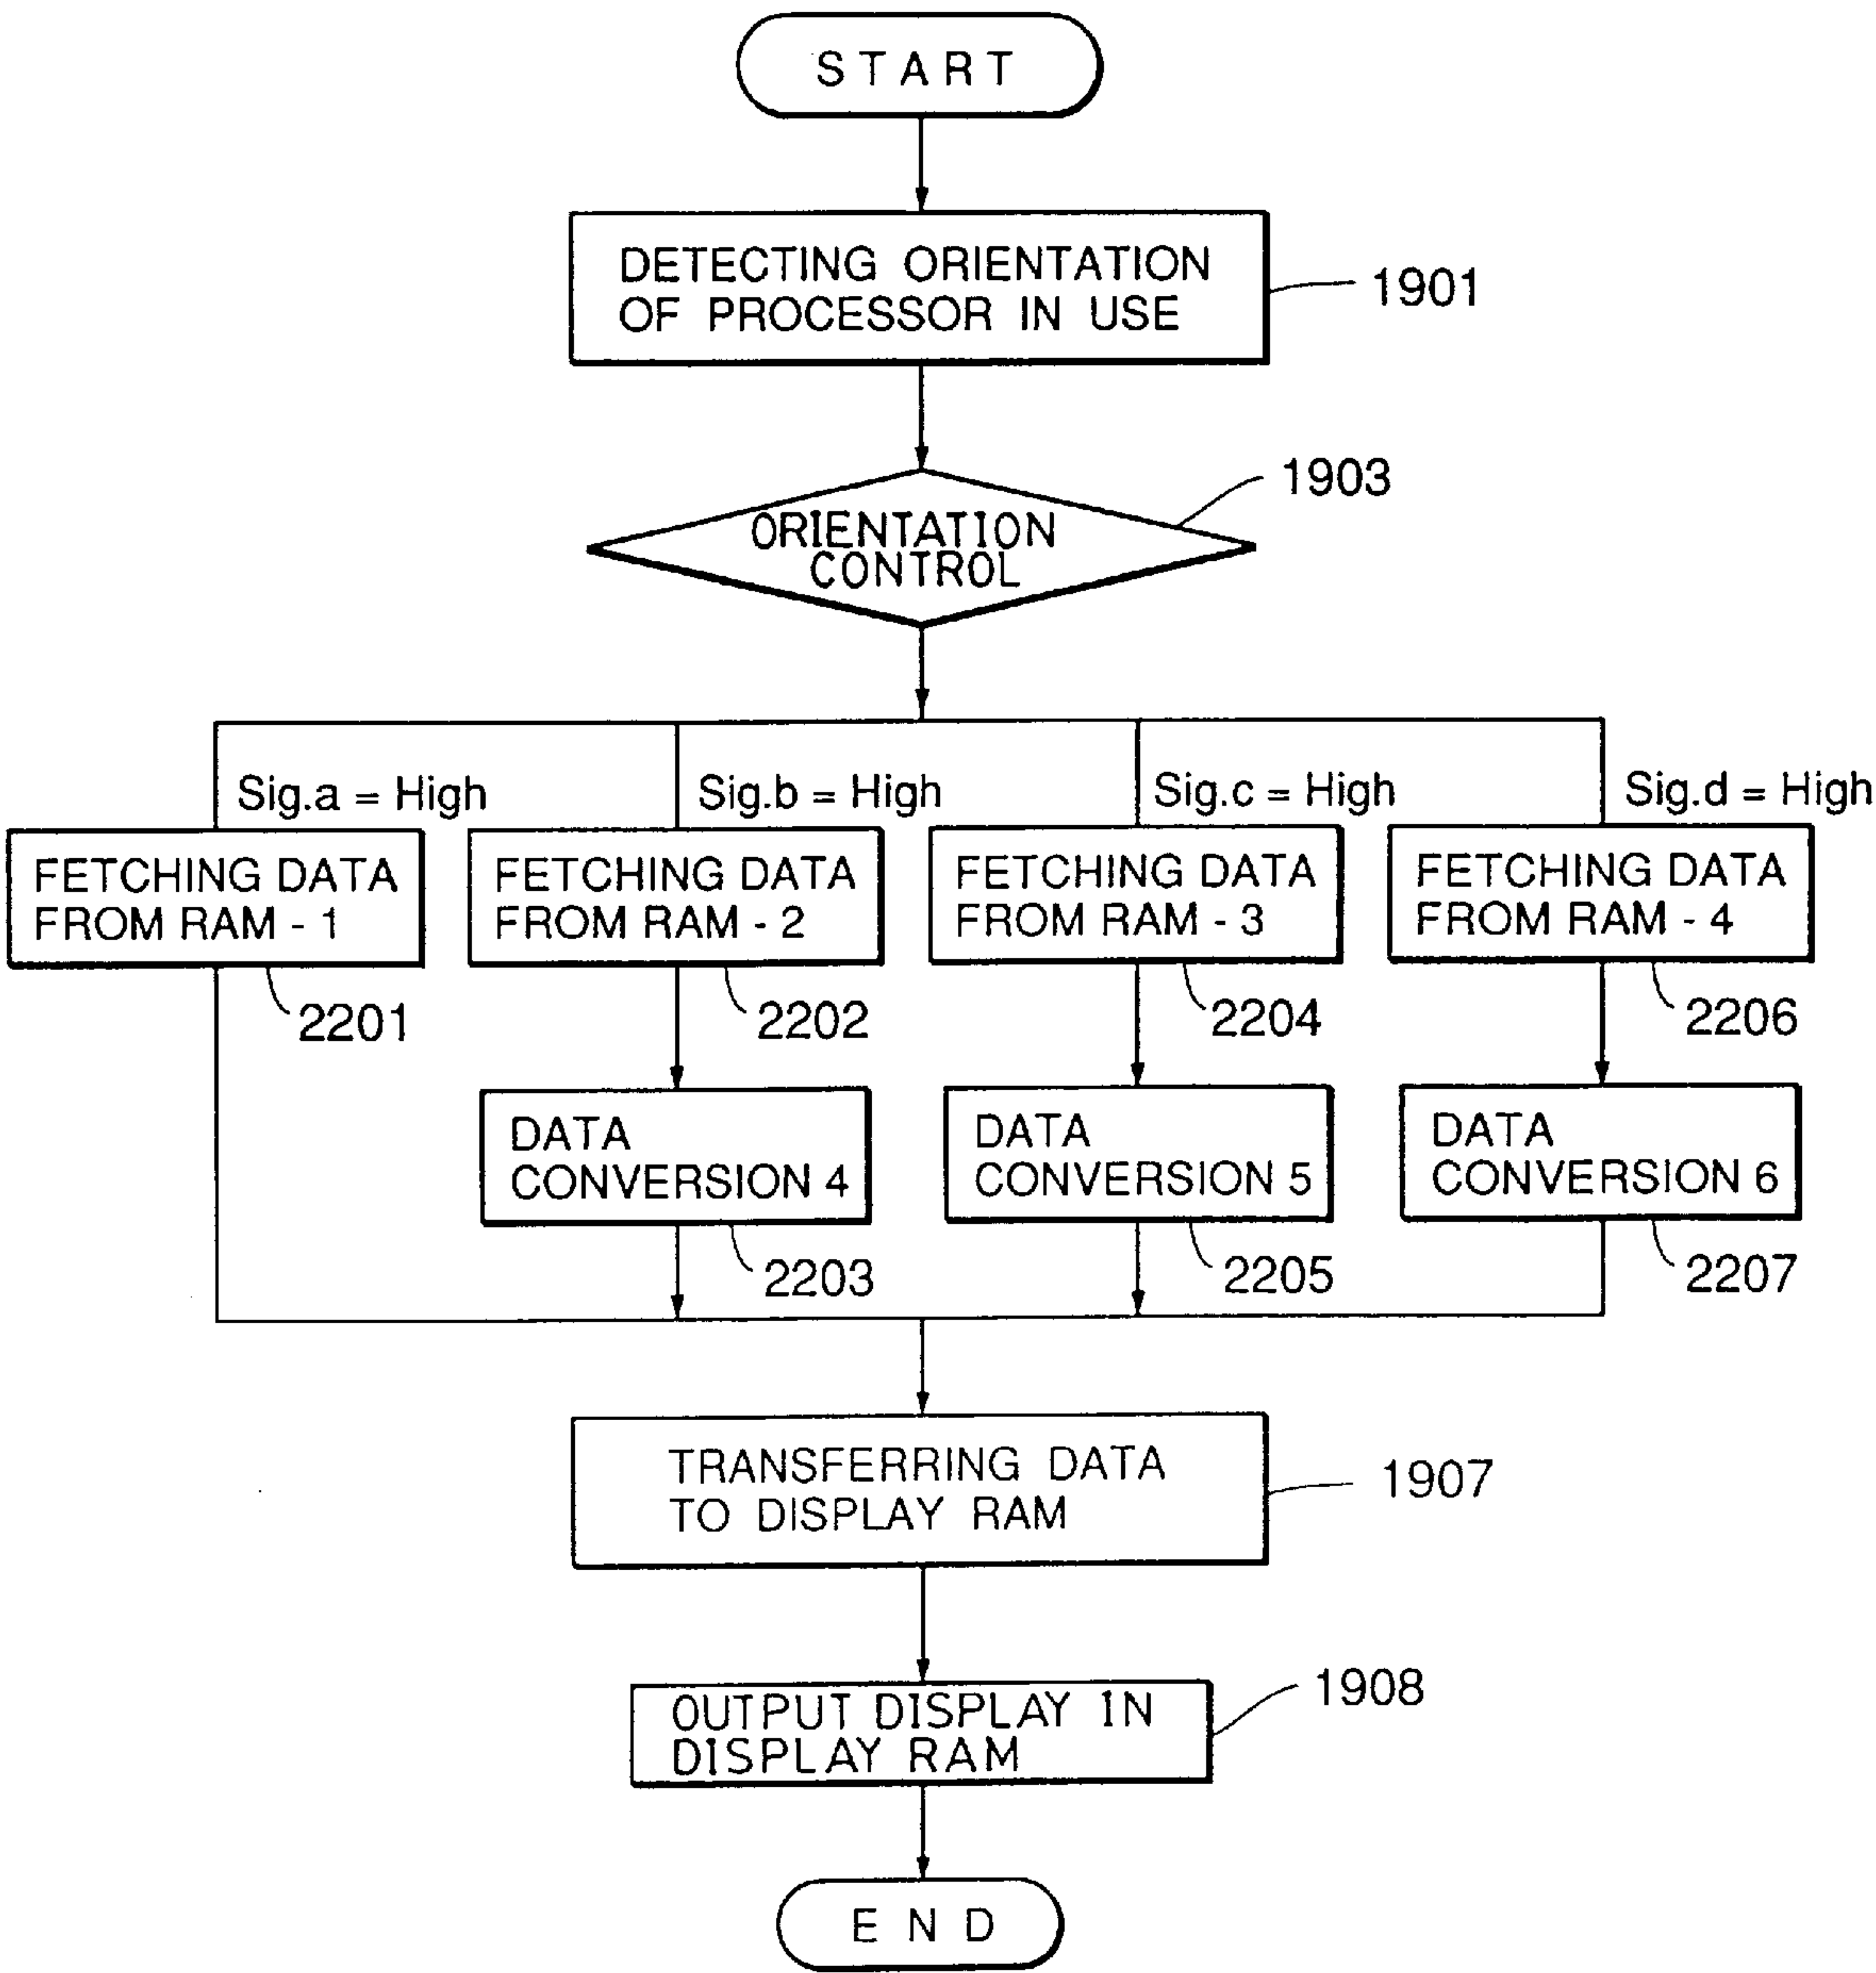 START
DETECTING ORIENTATION
OF PROCESSOR IN USE
1901
1903
ORIENTATION
CONTROL
Sig.a = High
Sig.b = High
Sig.c = High
Sig.d = High
FETCHING DATA
FROM RAM - 1
FETCHING DATA
FROM RAM - 2
FETCHING DATA
FROM RAM - 3
FETCHING DATA
FROM RAM - 4
2201
2202
2204
2206
DATA
CONVERSION 4
DATA
CONVERSION 5
DATA
CONVERSION 6
2203
2205
2207
TRANSFERRING DATA
TO DISPLAY RAM
1907
1908
OUTPUT DISPLAY 1N
DISPLAY RAM
END